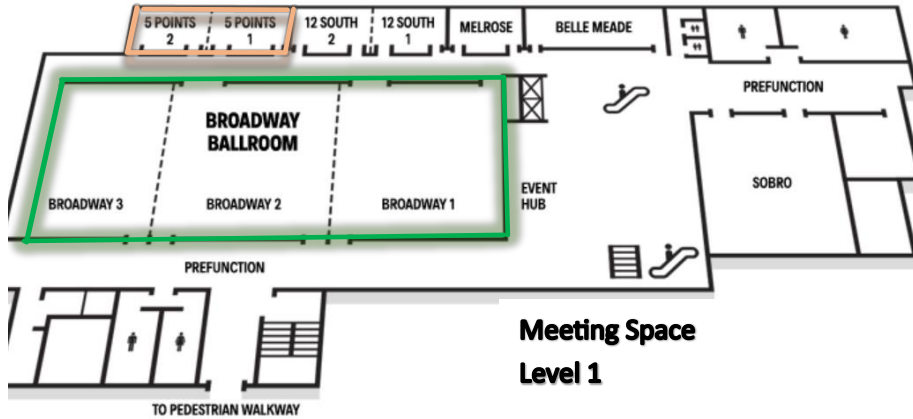 5 POINTS
2
5 POINTS
1
12 SOUTH
2
12 SOUTH
1
MELROSE
BELLE MEADE
PREFUNCTION
BROADWAY
BALLROOM
BROADWAY 3
BROADWAY 2
BROADWAY 1
EVENT
HUB
SOBRO
PREFUNCTION
Meeting Space
Level 1
TO PEDESTRIAN WALKWAY